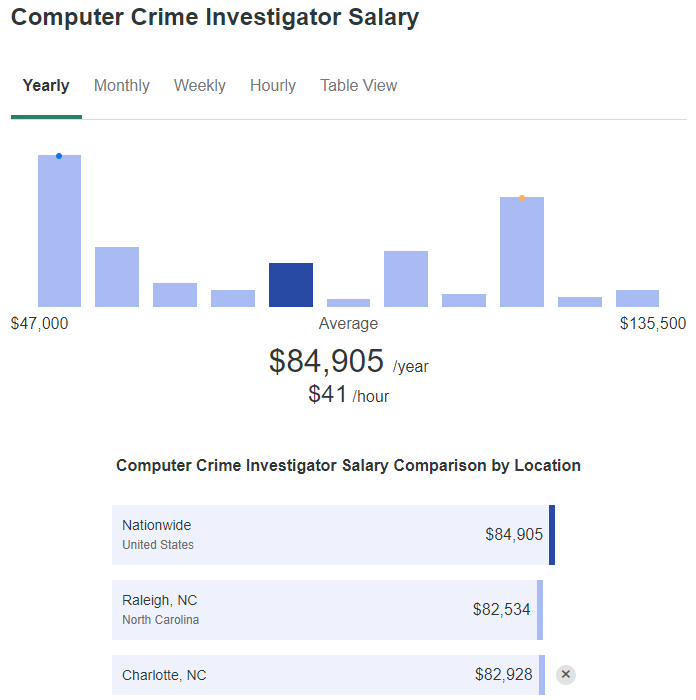 Computer Crime Investigator Salary
Yearly Monthly Weekly Hourly Table View
$47,000 Average $135,500
$84,905 /year
$41 /hour
Computer Crime Investigator Salary Comparison by Location
Nationwide
United States
$84,905
Raleigh, NC
North Carolina
$82,534
Charlotte, NC $82,928